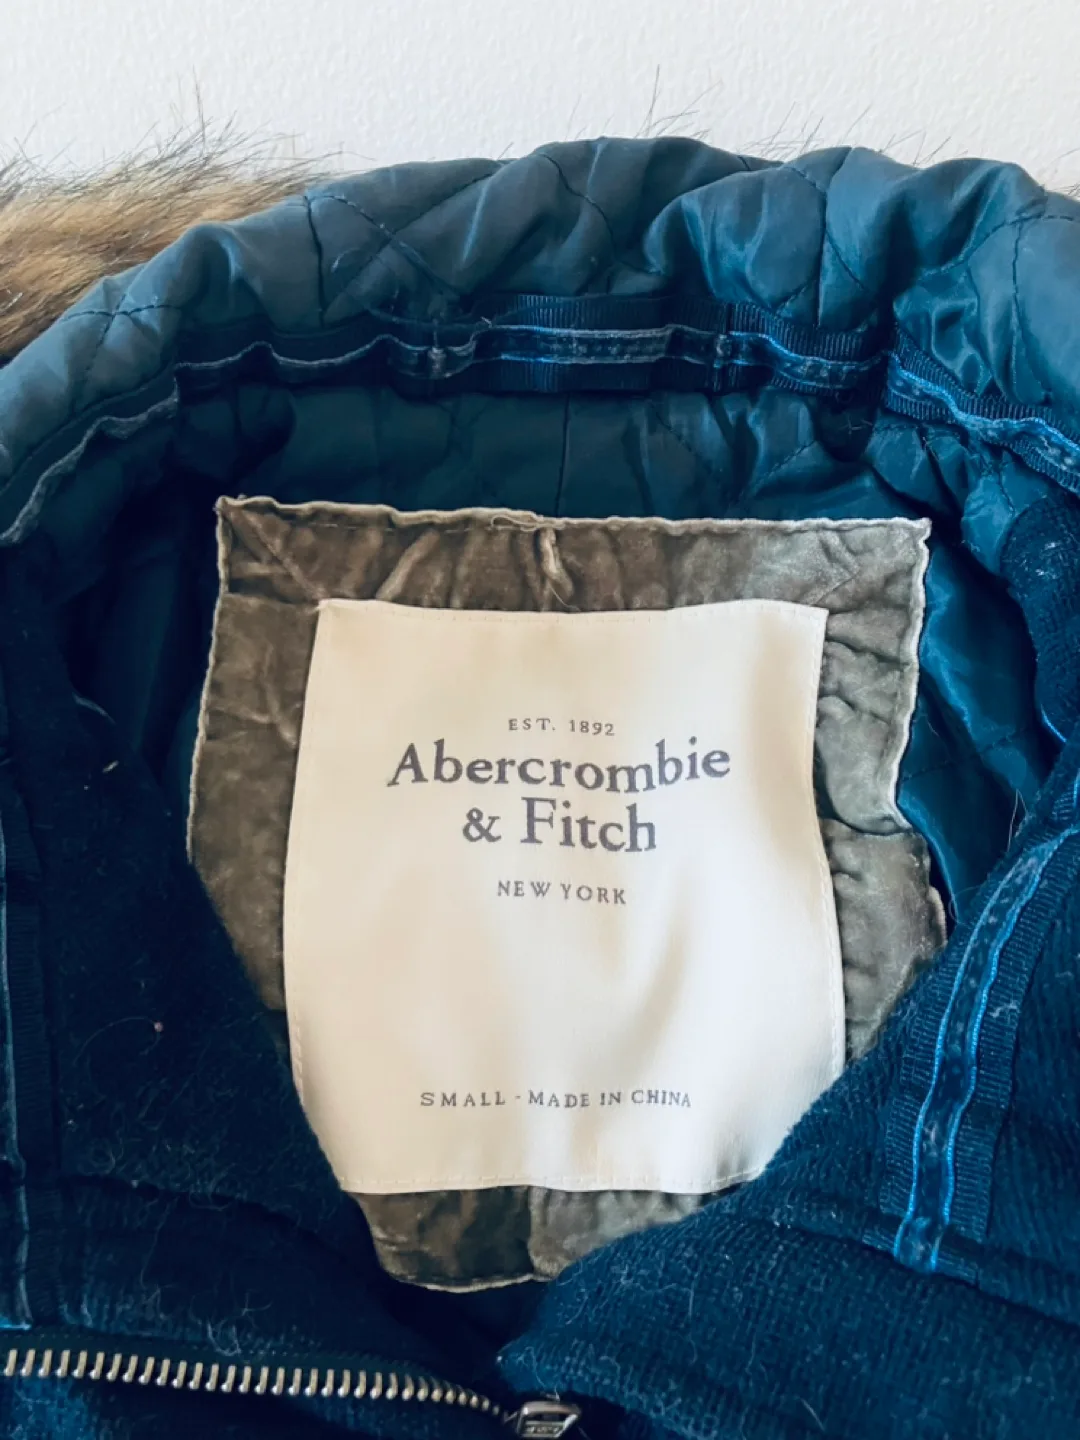 EST. 1892
Abercrombie
& Fitch
NEW YORK
SMALL - MADE IN CHINA